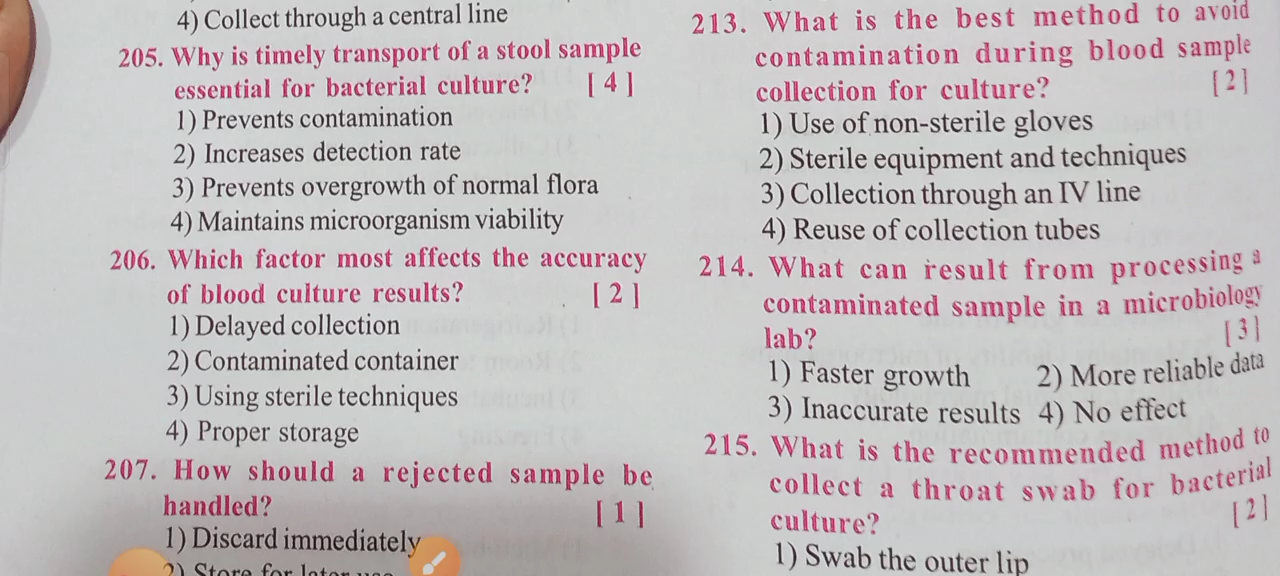 4) Collect through a central line
205. Why is timely transport of a stool sample
essential for bacterial culture? [ 4 ]
1) Prevents contamination
2) Increases detection rate
3) Prevents overgrowth of normal flora
4) Maintains microorganism viability
206. Which factor most affects the accuracy
of blood culture results? [ 2 ]
1) Delayed collection
2) Contaminated container
3) Using sterile techniques
4) Proper storage
207. How should a rejected sample be
handled? [ 1 ]
1) Discard immediately
2) Store for later use
213. What is the best method to avoid
contamination during blood sample
collection for culture? [ 2 ]
1) Use of non-sterile gloves
2) Sterile equipment and techniques
3) Collection through an IV line
4) Reuse of collection tubes
214. What can result from processing a
contaminated sample in a microbiology
lab? [ 3 ]
1) Faster growth 2) More reliable data
3) Inaccurate results 4) No effect
215. What is the recommended method to
collect a throat swab for bacterial
culture? [ 2 ]
1) Swab the outer lip